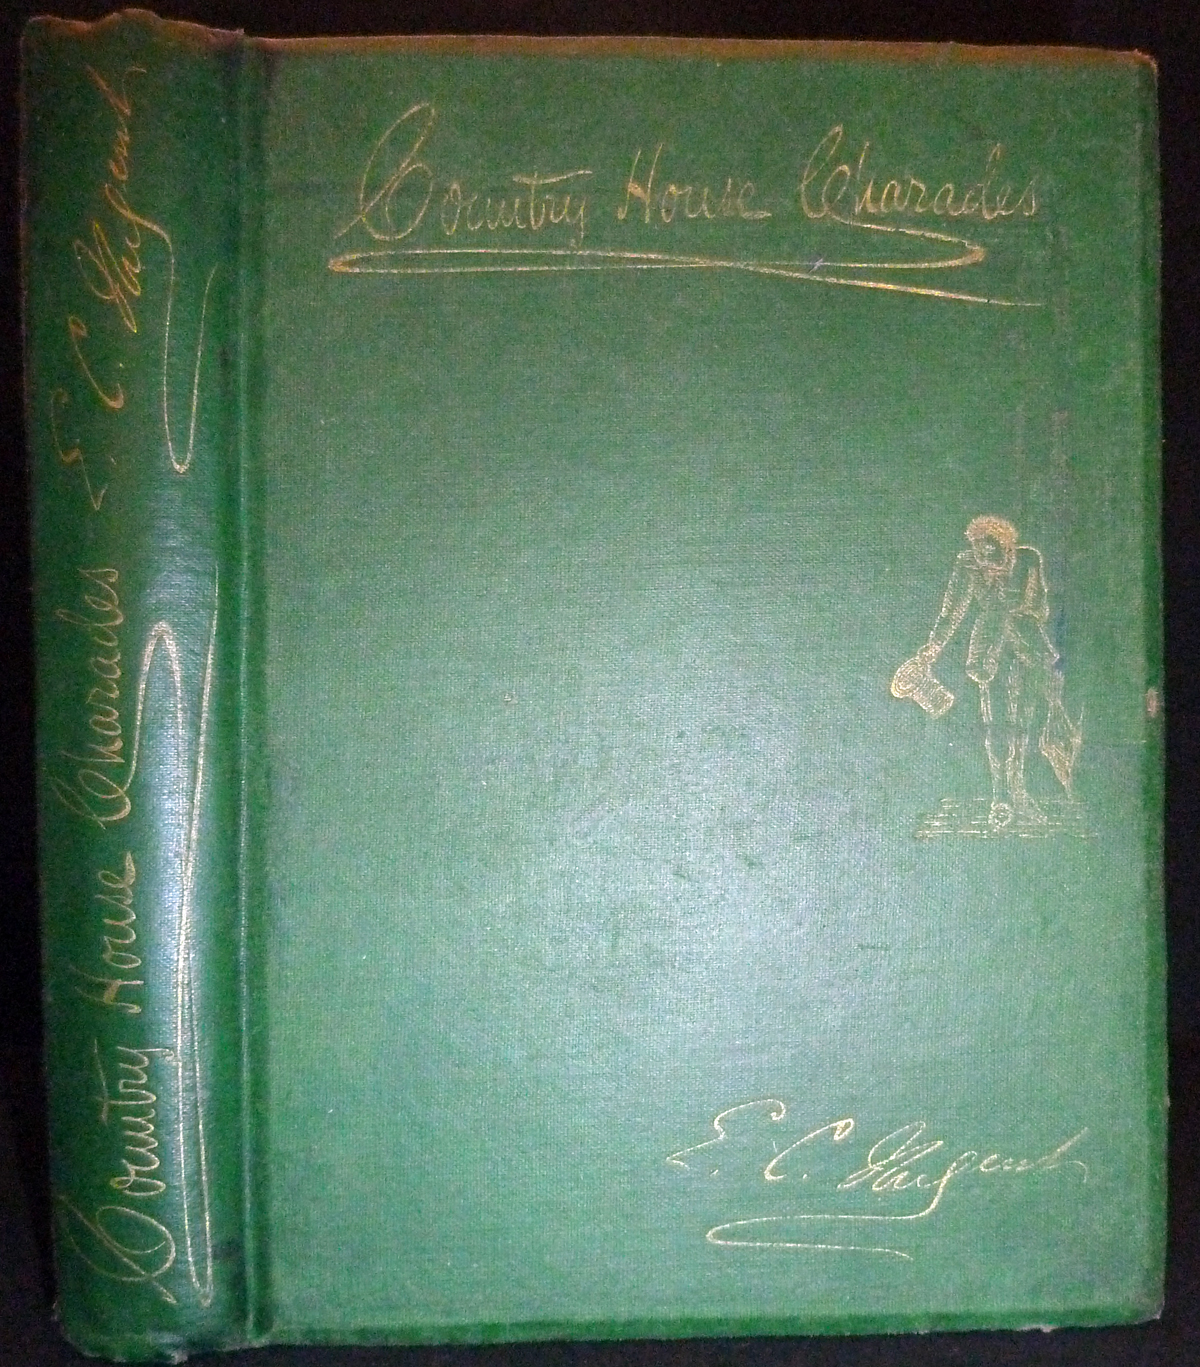 Country House Charades
E. C. Nugent
Country House Charades E. C. Nugent